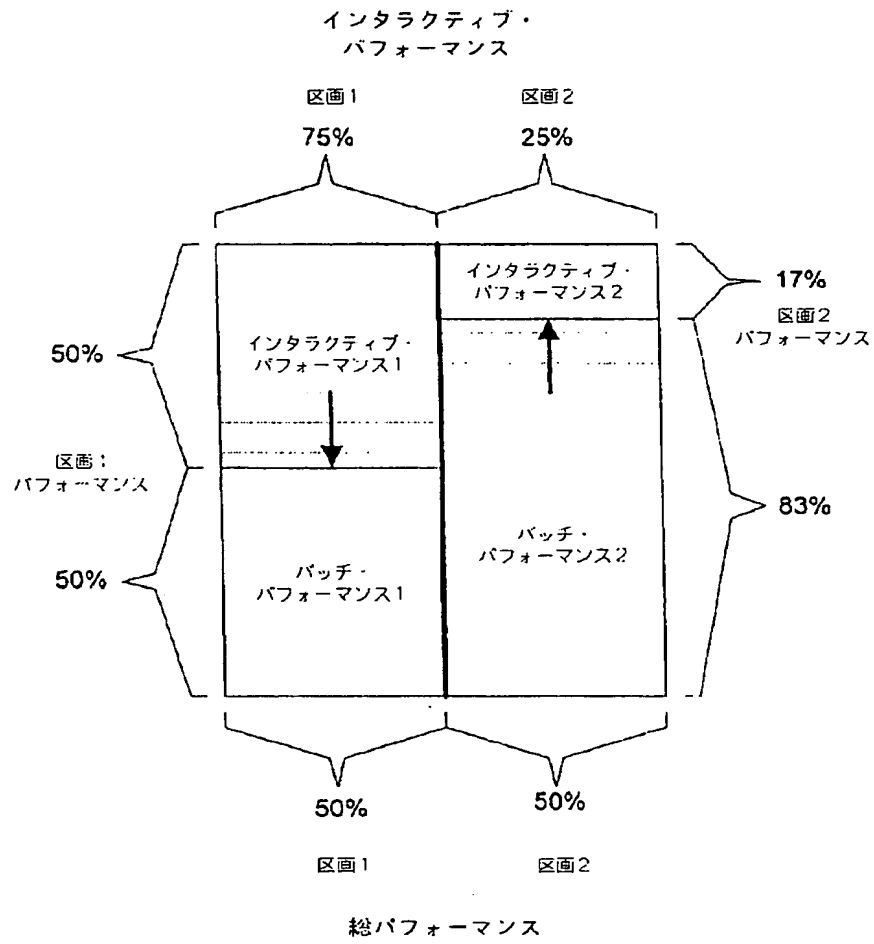 インタラクティブ・
パフォーマンス
区画1
区画2
75%
25%
インタラクティブ・
パフォーマンス2
17%
区画2
パフォーマンス
インタラクティブ・
パフォーマンス1
50%
区画1
パフォーマンス
83%
バッチ・
パフォーマンス2
バッチ・
パフォーマンス1
50%
50%
50%
区画1
区画2
総パフォーマンス